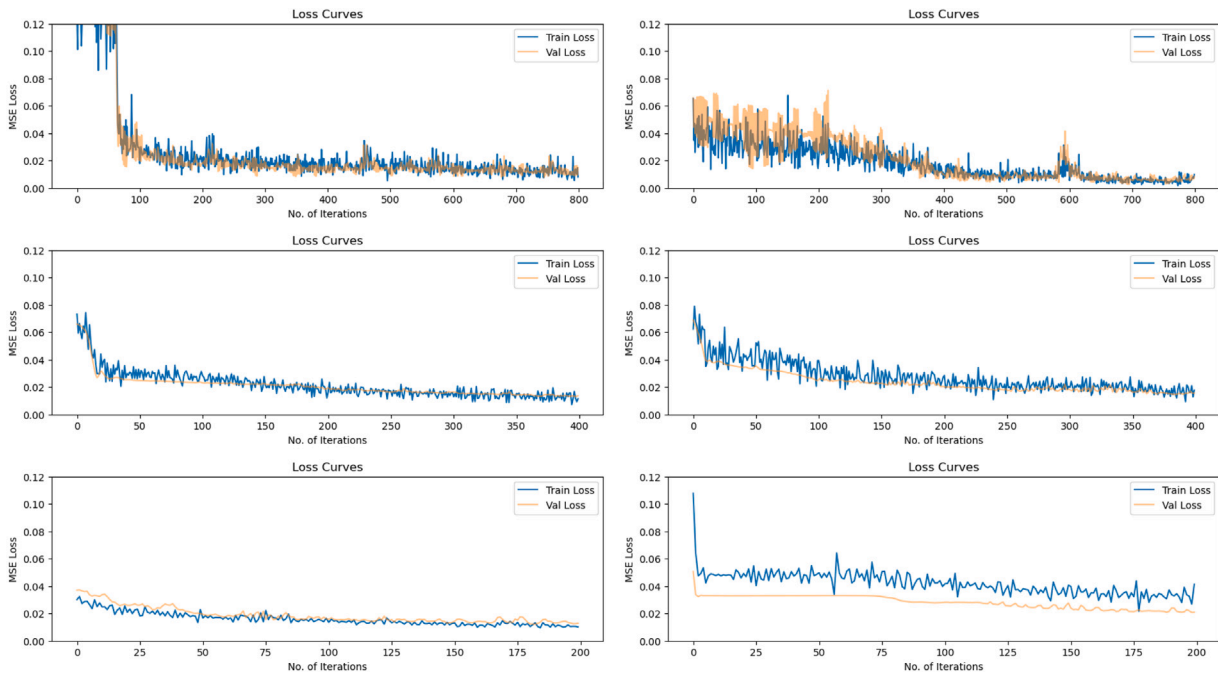 Loss Curves
0.12
0.10
0.08
0.06
0.04
0.02
0.00
MSE Loss
Train Loss
Val Loss
0 100 200 300 400 500 600 700 800
No. of Iterations
Loss Curves
0.12
0.10
0.08
0.06
0.04
0.02
0.00
MSE Loss
Train Loss
Val Loss
0 100 200 300 400 500 600 700 800
No. of Iterations
Loss Curves
0.12
0.10
0.08
0.06
0.04
0.02
0.00
MSE Loss
Train Loss
Val Loss
0 50 100 150 200 250 300 350 400
No. of Iterations
Loss Curves
0.12
0.10
0.08
0.06
0.04
0.02
0.00
MSE Loss
Train Loss
Val Loss
0 50 100 150 200 250 300 350 400
No. of Iterations
Loss Curves
0.12
0.10
0.08
0.06
0.04
0.02
0.00
MSE Loss
Train Loss
Val Loss
0 25 50 75 100 125 150 175 200
No. of Iterations
Loss Curves
0.12
0.10
0.08
0.06
0.04
0.02
0.00
MSE Loss
Train Loss
Val Loss
0 25 50 75 100 125 150 175 200
No. of Iterations